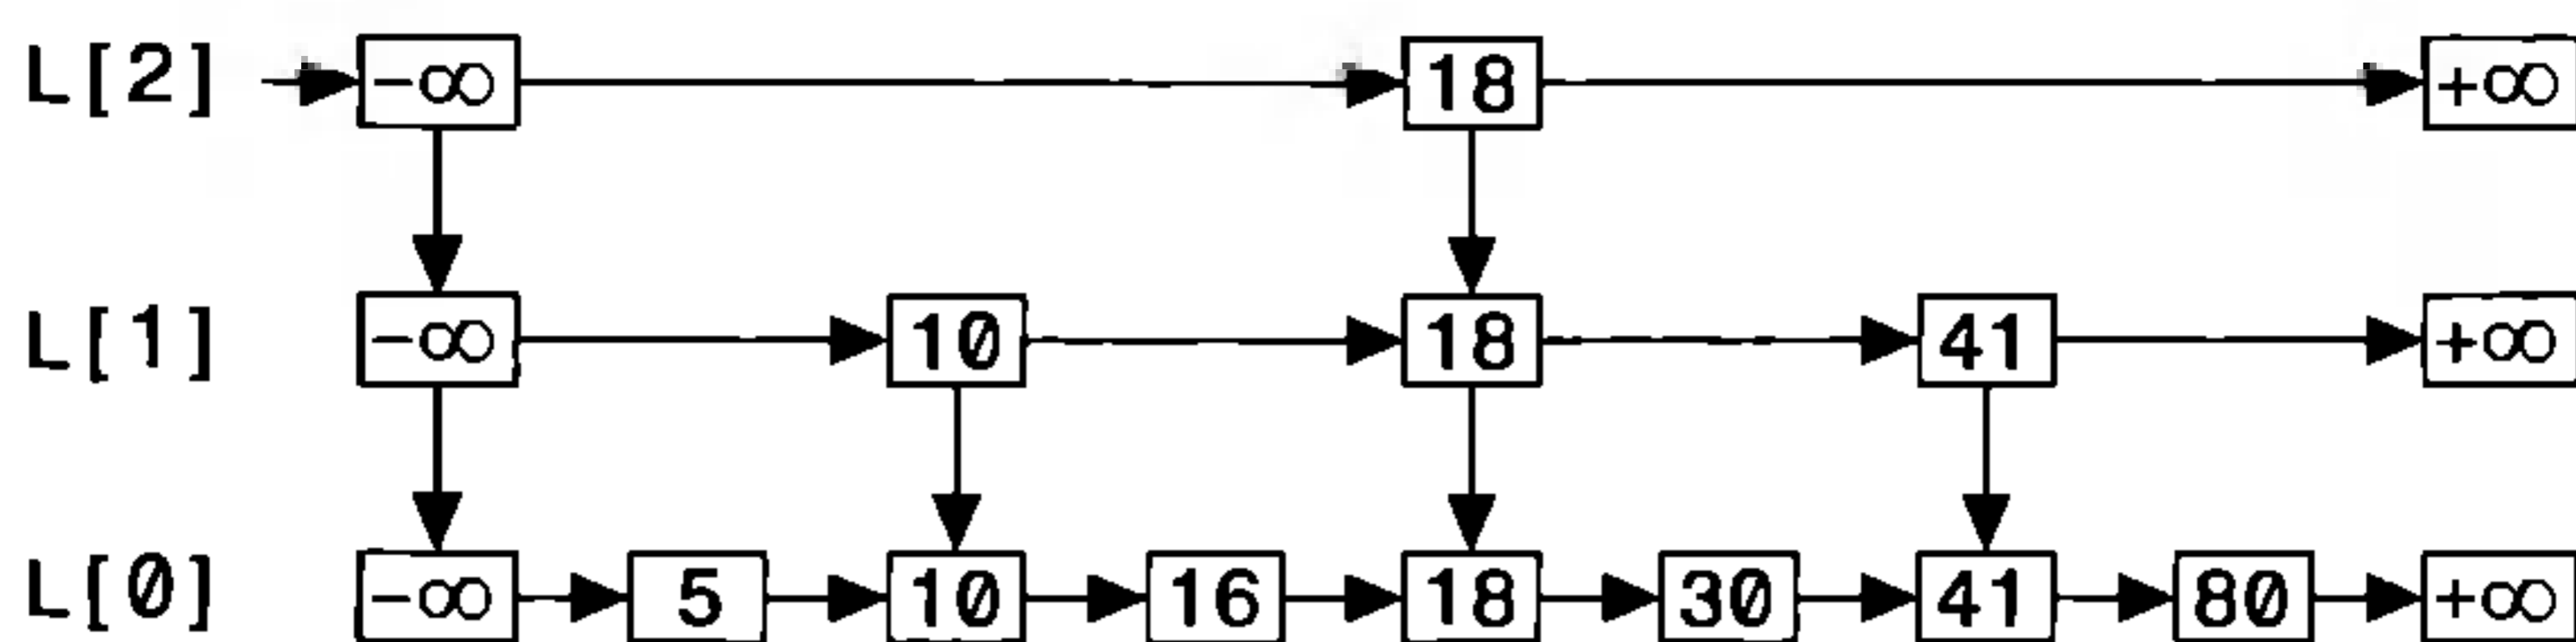 L[2] -∞ 18 +∞
L[1] -∞ 10 18 41 +∞
L[0] -∞ 5 10 16 18 30 41 80 +∞